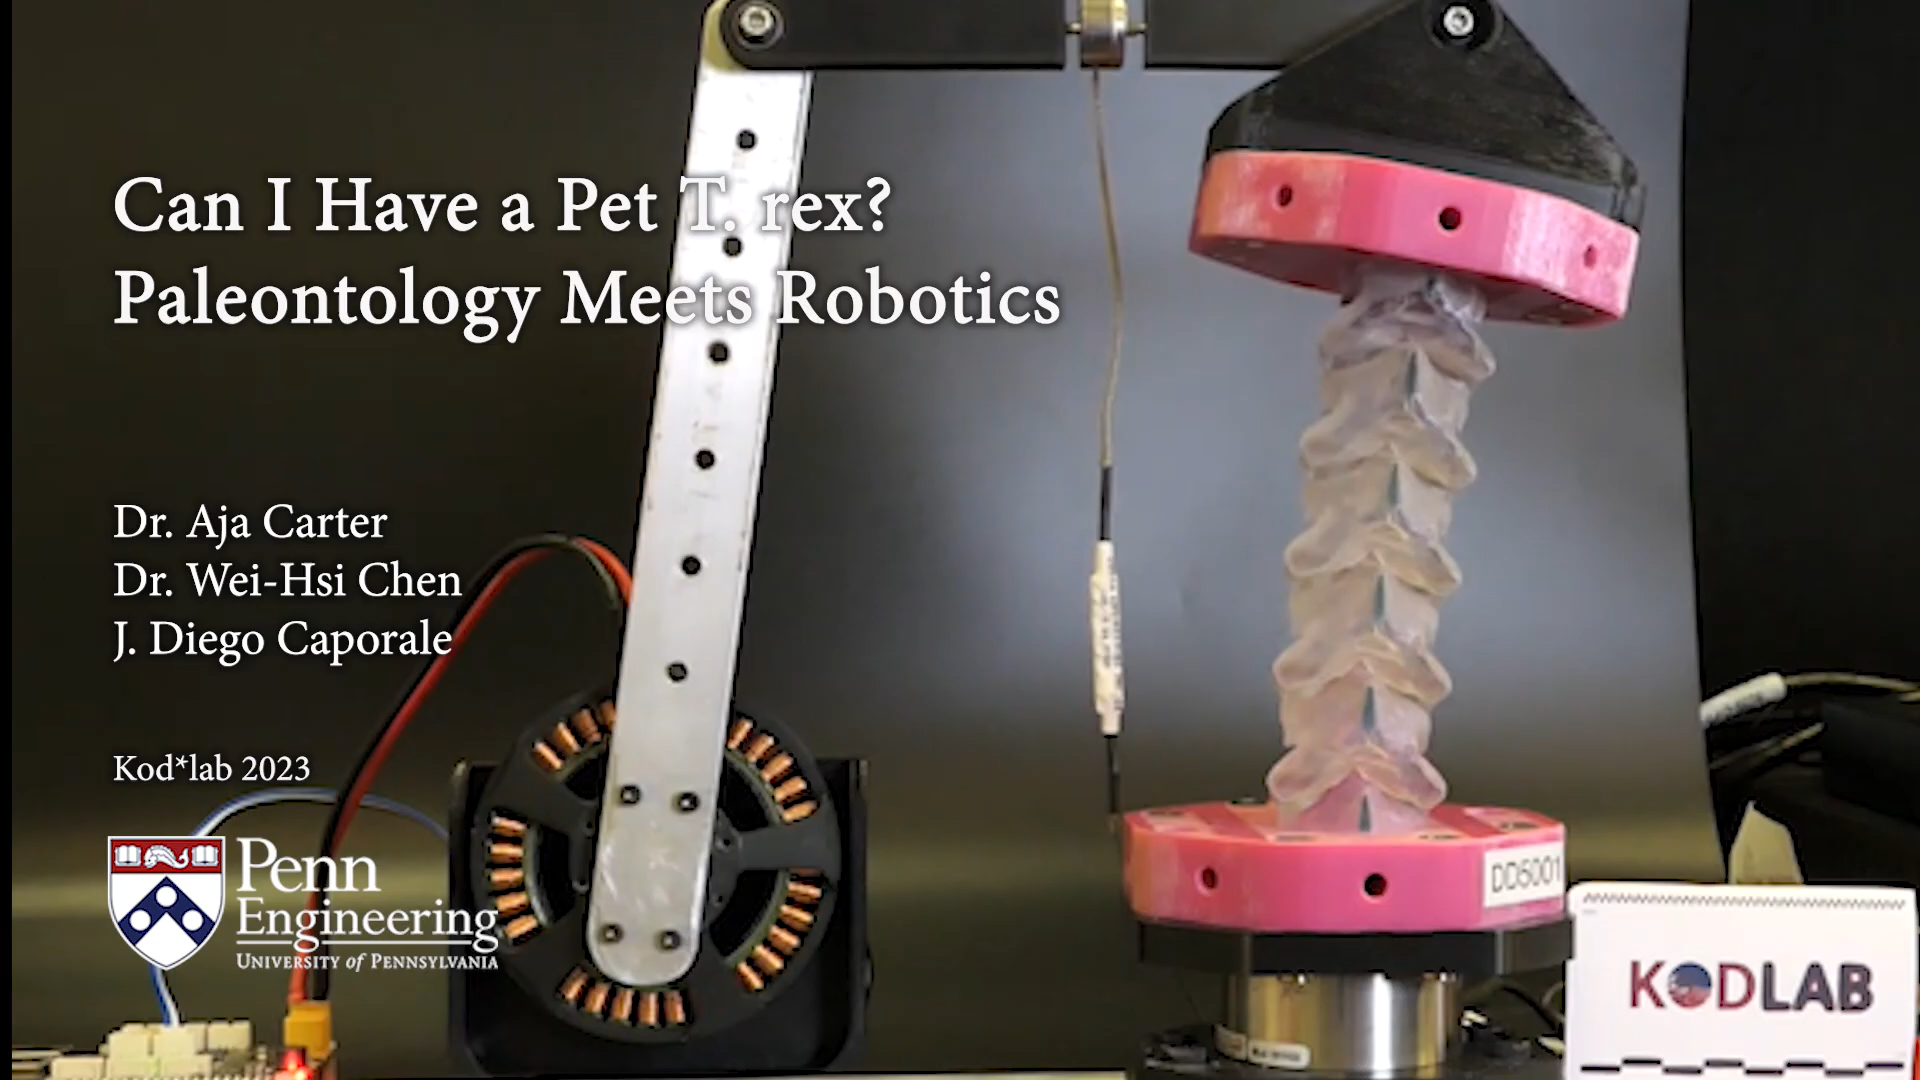 Can I Have a Pet T. rex?
Paleontology Meets Robotics
Dr. Aja Carter
Dr. Wei-Hsi Chen
J. Diego Caporale
Kod*lab 2023
Penn
Engineering
UNIVERSITY of PENNSYLVANIA
DD6001
KODLAB